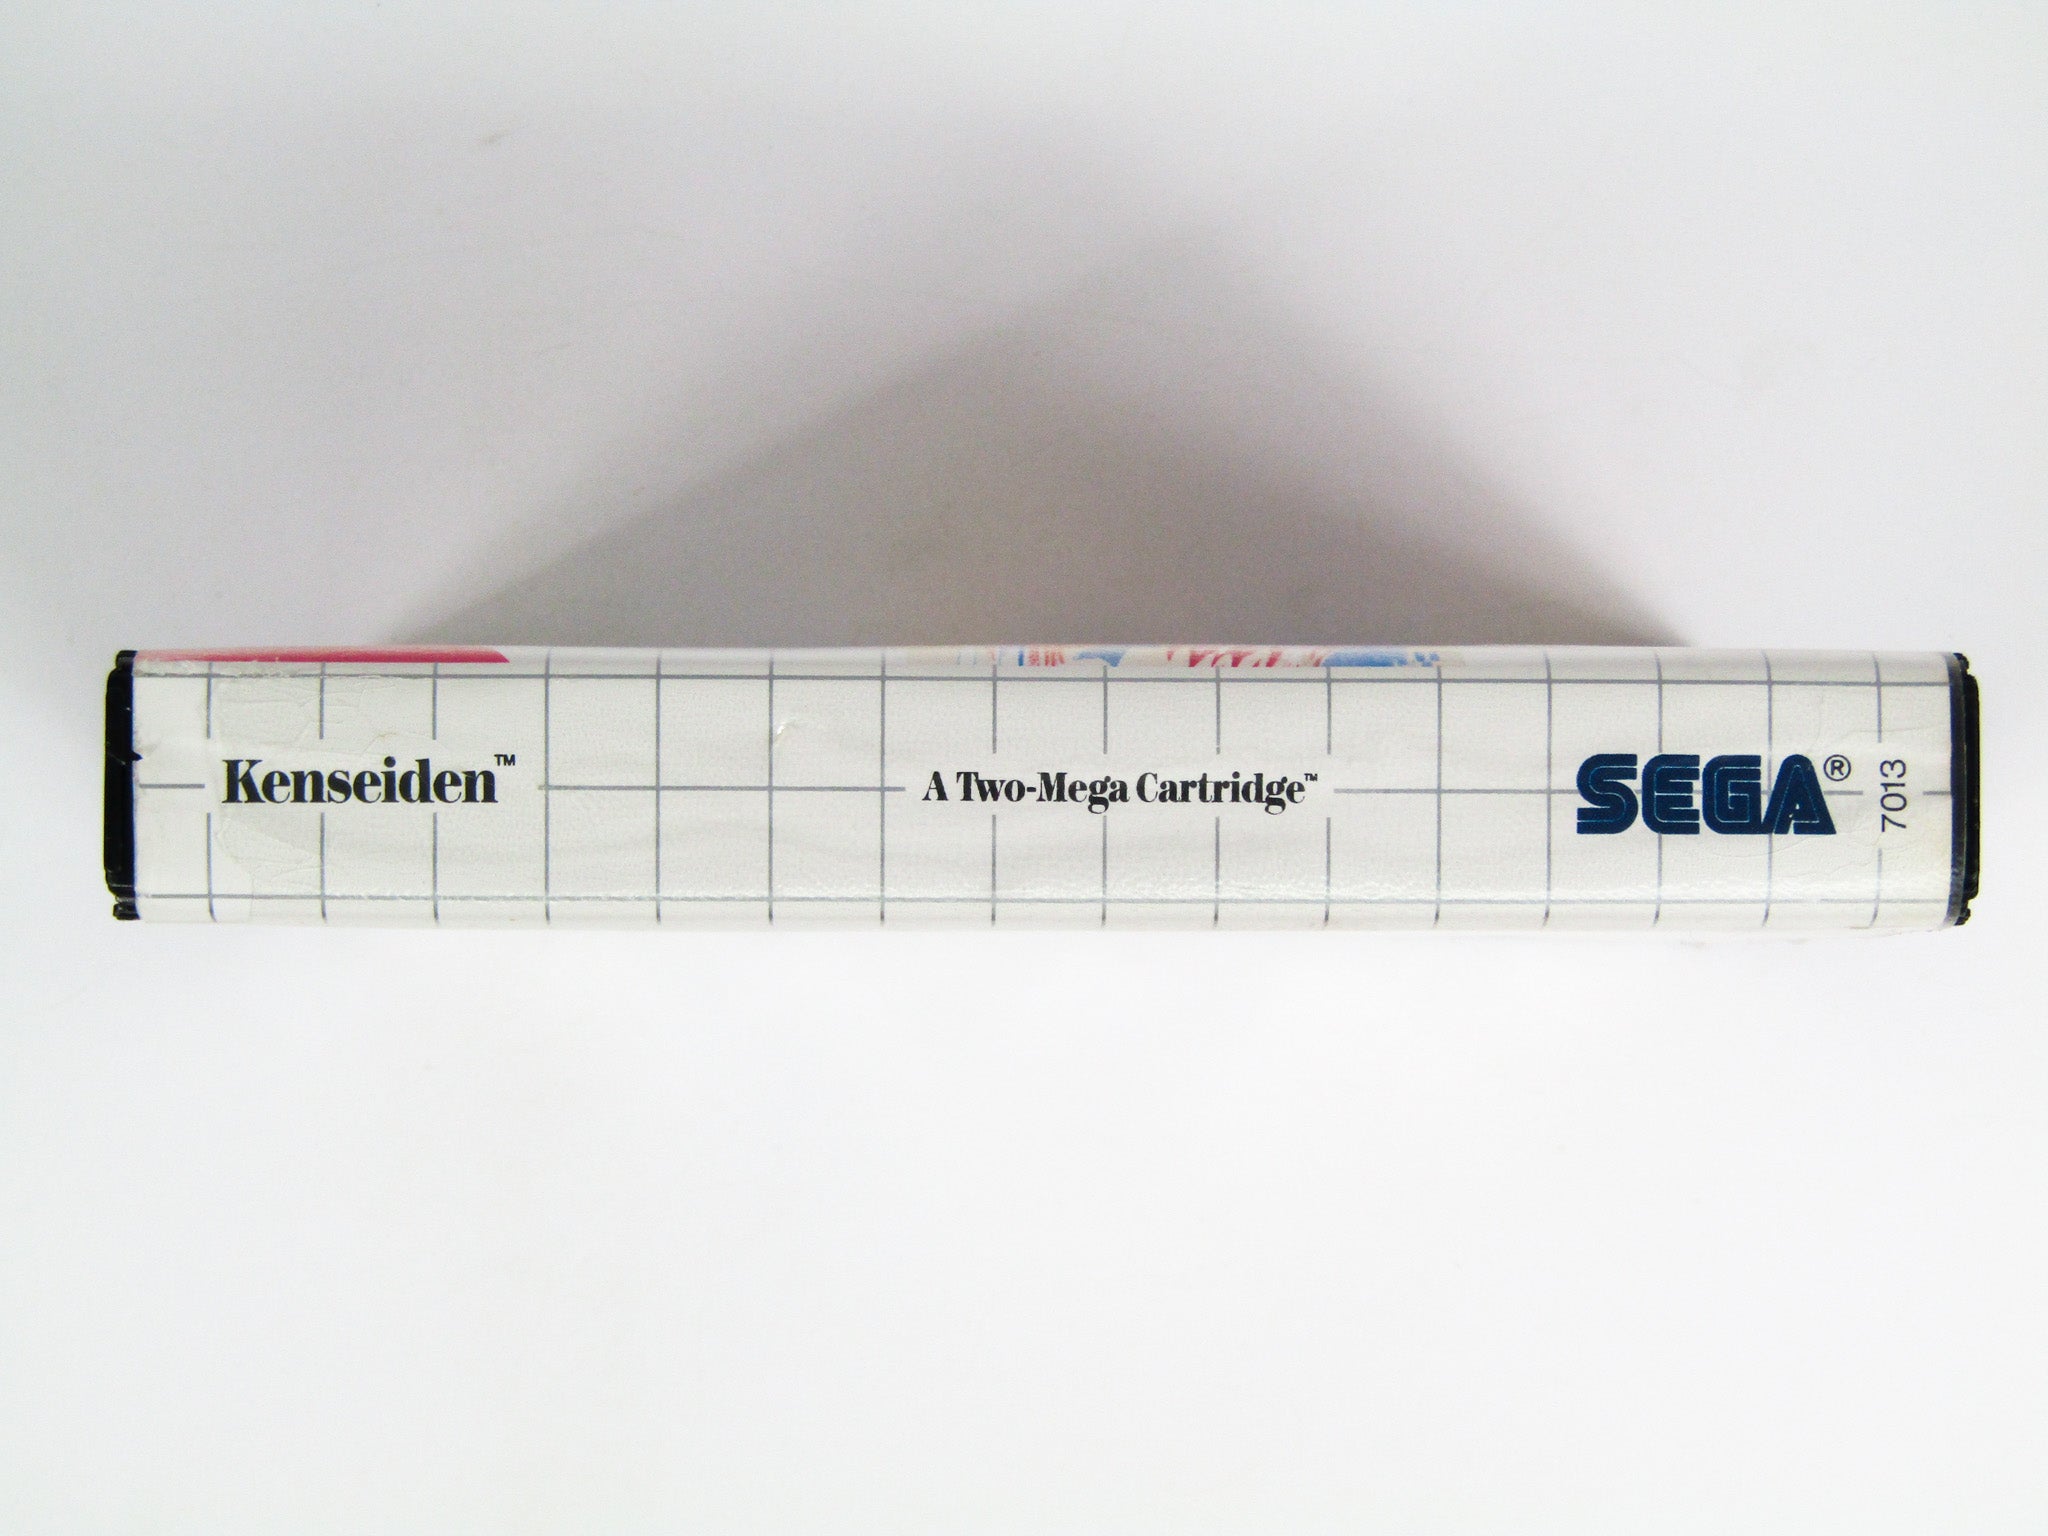 Kenseiden™
A Two-Mega Cartridge™
SEGA®
7013